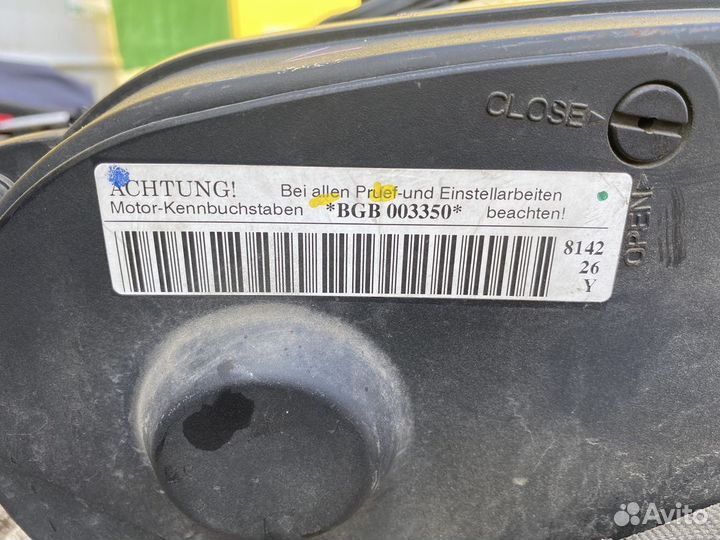 CLOSE
ACHTUNG! Bei allen Pruef-und Einstellarbeiten
Motor-Kennbuchstaben *BGB 003350* beachten!
8142
26
Y
OPEN
Avito